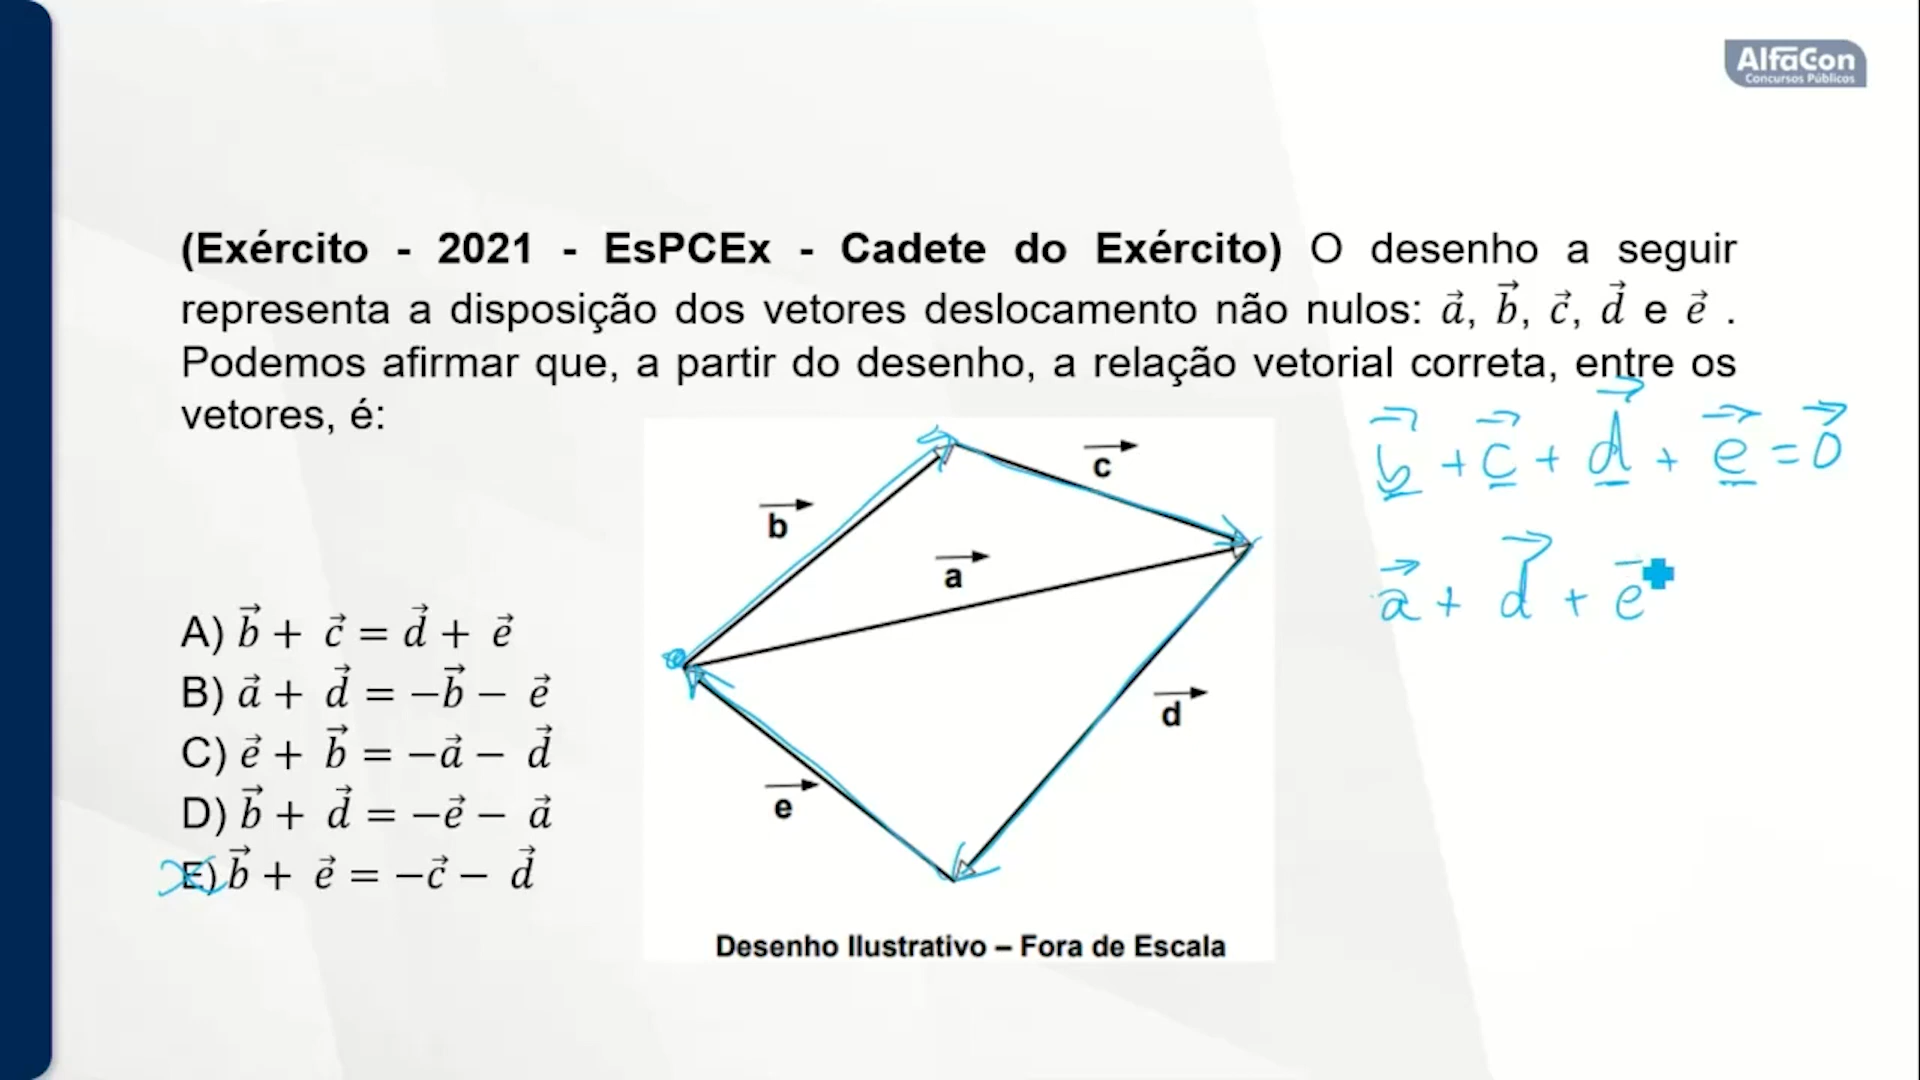 AlfaCon
Concursos Públicos
(Exército - 2021 - EsPCEx - Cadete do Exército) O desenho a seguir
representa a disposição dos vetores deslocamento não nulos: a⃗, b⃗, c⃗, d⃗ e e⃗ .
Podemos afirmar que, a partir do desenho, a relação vetorial correta, entre os
vetores, é:
b⃗ + c⃗ + d⃗ + e⃗ = 0⃗
a⃗ + d⃗ + e
b
c
a
d
e
A) b⃗ + c⃗ = d⃗ + e⃗
B) a⃗ + d⃗ = −b⃗ − e⃗
C) e⃗ + b⃗ = −a⃗ − d⃗
D) b⃗ + d⃗ = −e⃗ − a⃗
E) b⃗ + e⃗ = −c⃗ − d⃗
Desenho Ilustrativo – Fora de Escala